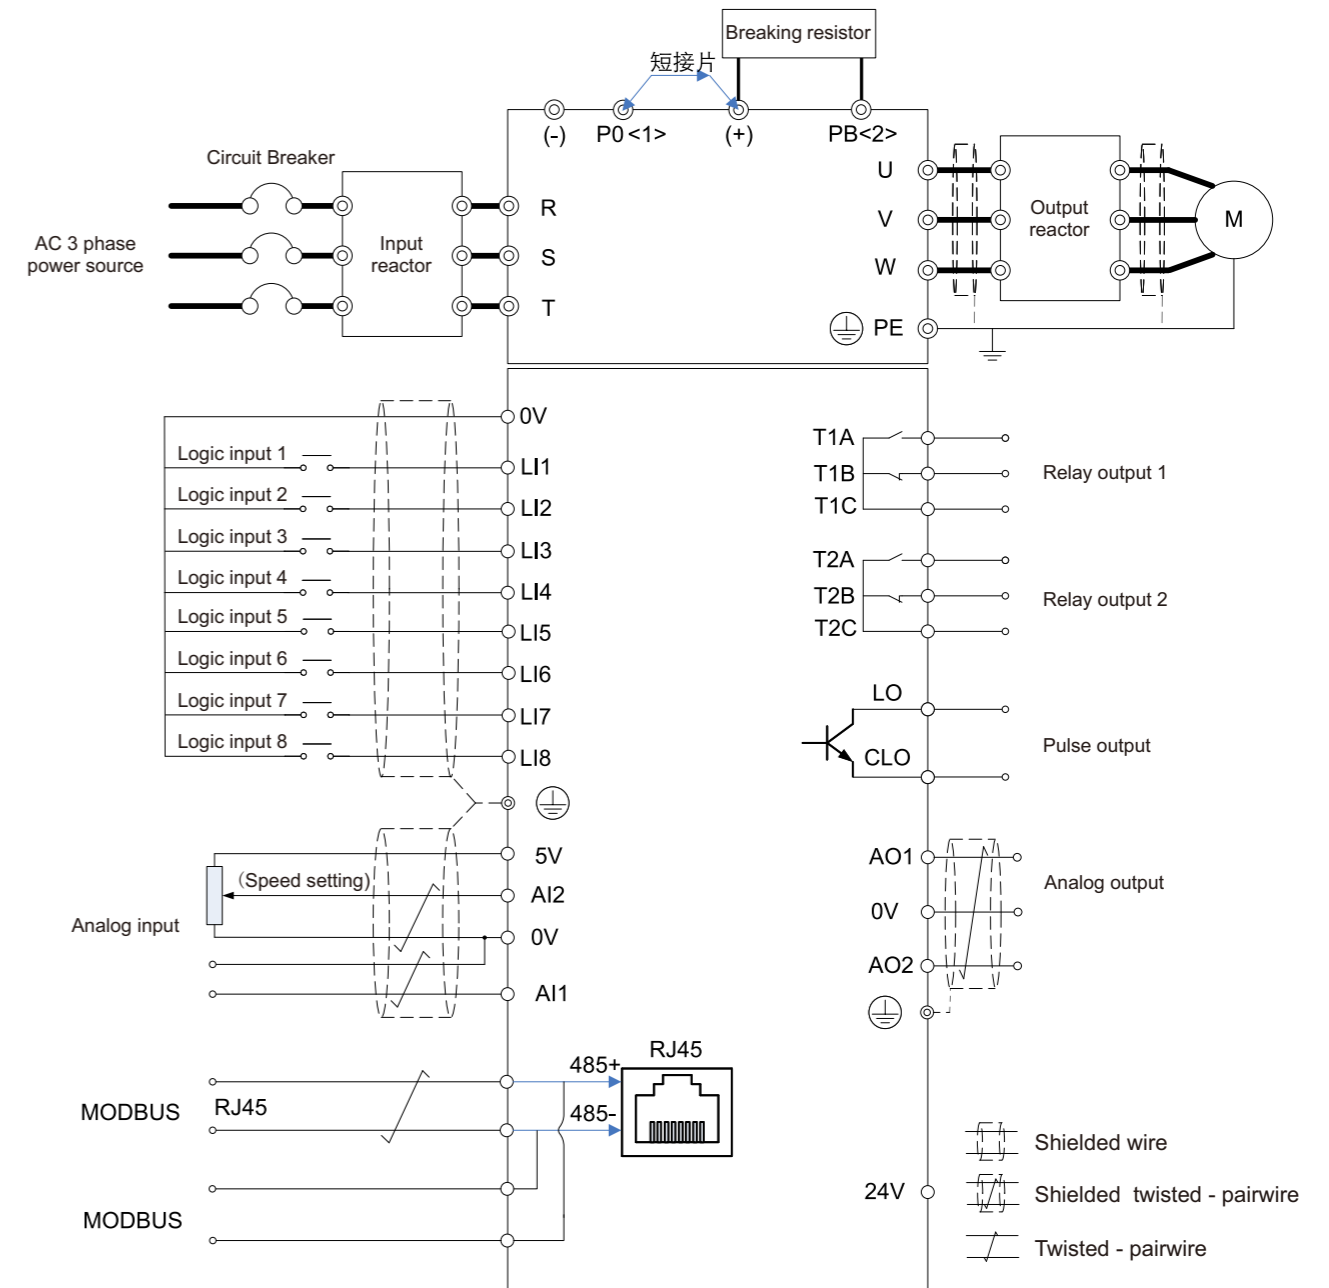 Breaking resistor
短接片
(-)
P0<1>
(+)
PB<2>
Circuit Breaker
AC 3 phase
power source
Input
reactor
R
S
T
U
V
W
PE
Output
reactor
M
0V
Logic input 1
LI1
Logic input 2
LI2
Logic input 3
LI3
Logic input 4
LI4
Logic input 5
LI5
Logic input 6
LI6
Logic input 7
LI7
Logic input 8
LI8
T1A
T1B
T1C
Relay output 1
T2A
T2B
T2C
Relay output 2
LO
CLO
Pulse output
5V
(Speed setting)
AI2
Analog input
0V
AI1
AO1
0V
AO2
Analog output
RJ45
485+
485-
MODBUS
RJ45
MODBUS
24V
Shielded wire
Shielded twisted - pairwire
Twisted - pairwire